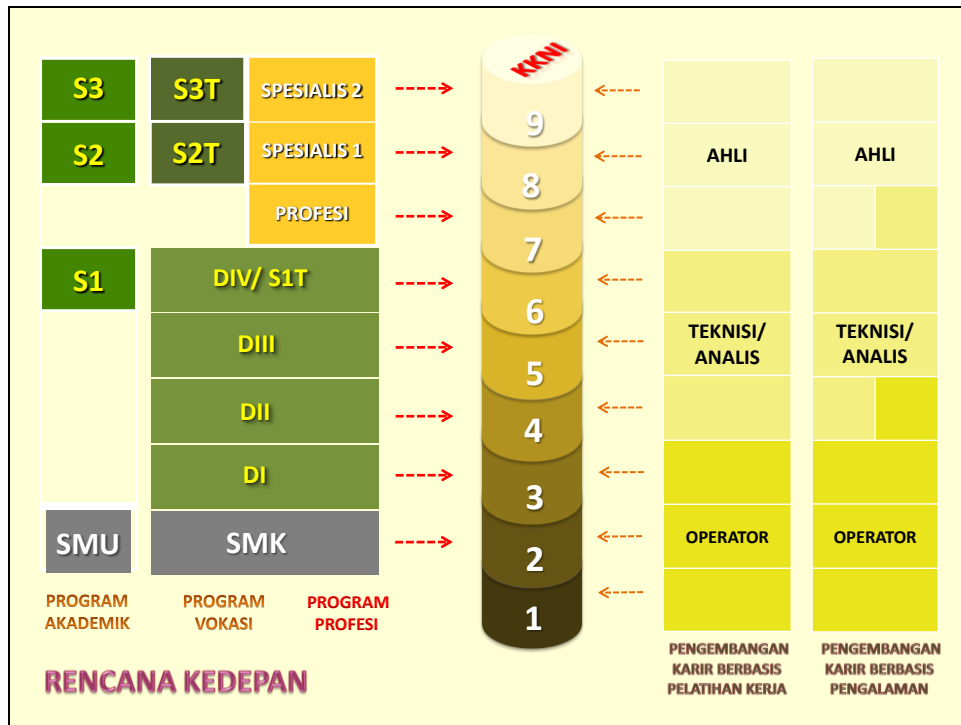 KKNI
S3
S3T
SPESIALIS 2
9
S2
S2T
SPESIALIS 1
8
AHLI
AHLI
PROFESI
7
S1
DIV/ S1T
6
DIII
5
TEKNISI/
ANALIS
TEKNISI/
ANALIS
DII
4
DI
3
SMU
SMK
2
OPERATOR
OPERATOR
1
PROGRAM
AKADEMIK
PROGRAM
VOKASI
PROGRAM
PROFESI
PENGEMBANGAN
KARIR BERBASIS
PELATIHAN KERJA
PENGEMBANGAN
KARIR BERBASIS
PENGALAMAN
RENCANA KEDEPAN